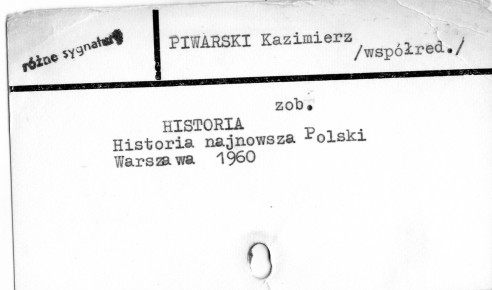 różne sygnatury
PIWARSKI Kazimierz
/współred./
zob.
HISTORIA
Historia najnowsza Polski
Warszawa 1960